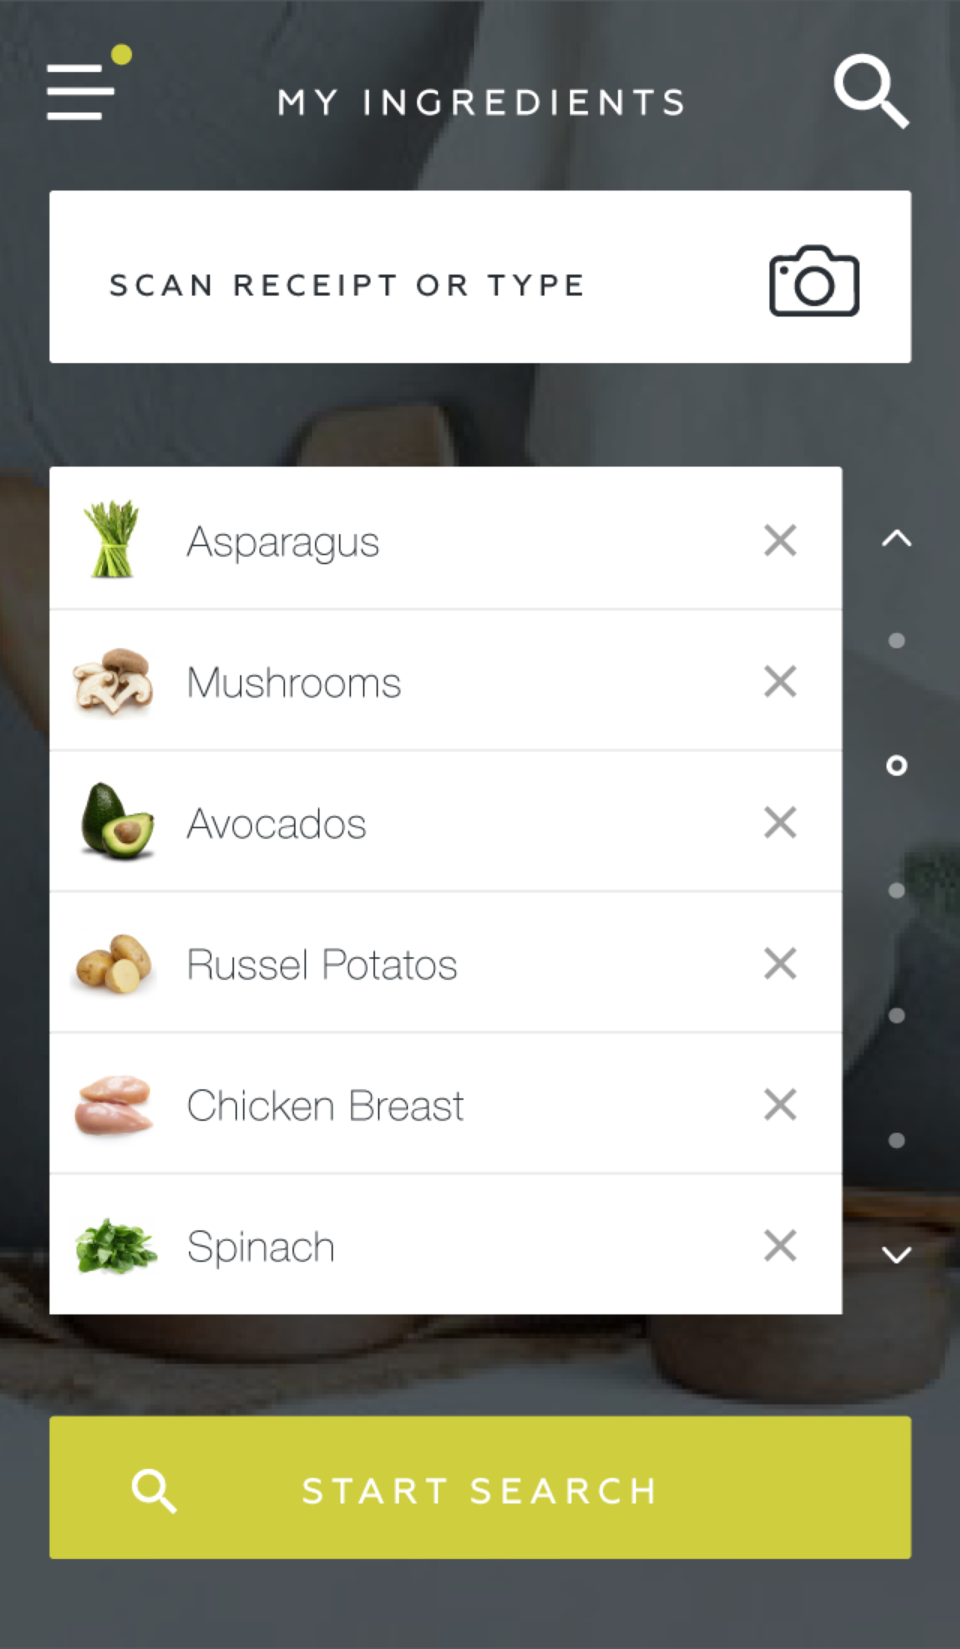 MY INGREDIENTS
SCAN RECEIPT OR TYPE
Asparagus
Mushrooms
Avocados
Russel Potatos
Chicken Breast
Spinach
START SEARCH